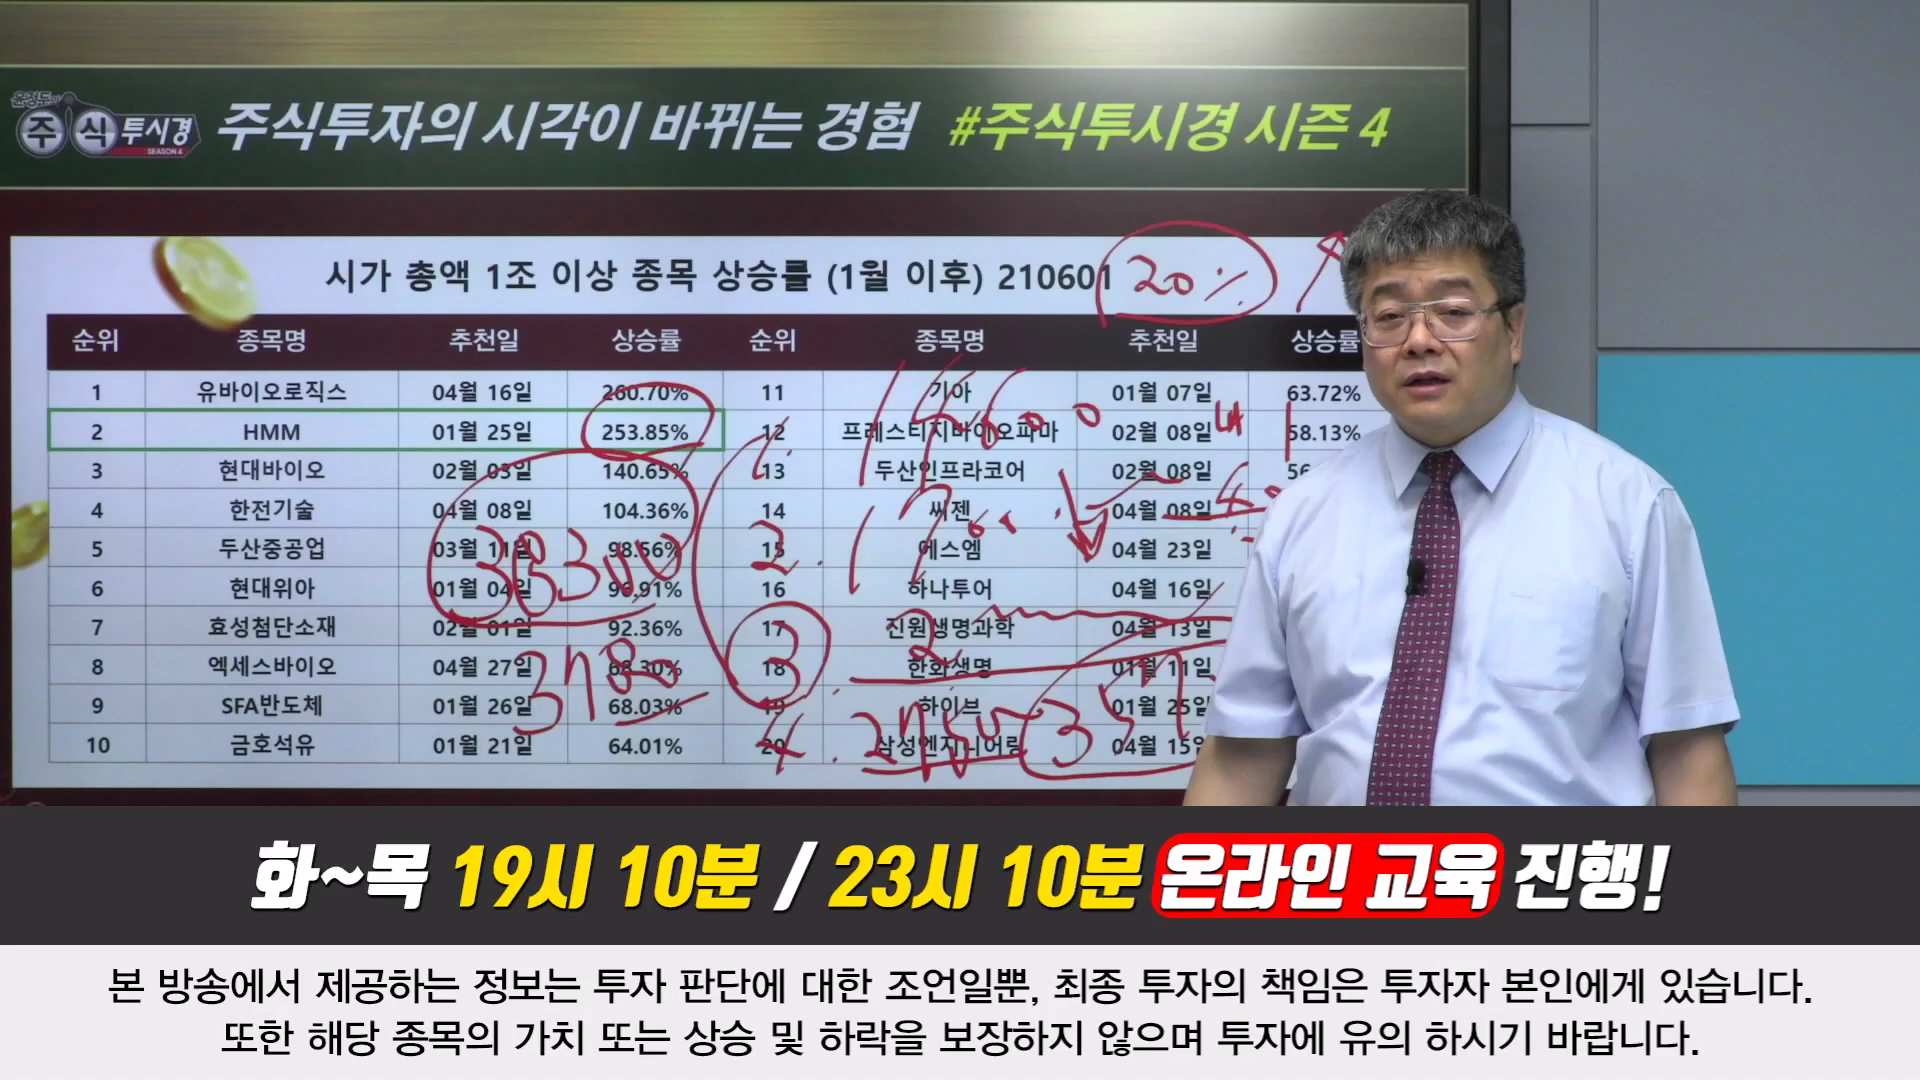 윤정두의
주식투시경
SEASON 4
주식투자의 시각이 바뀌는 경험 #주식투시경 시즌 4
시가 총액 1조 이상 종목 상승률 (1월 이후) 210601 20%
순위 종목명 추천일 상승률 순위 종목명 추천일 상승률
1 유바이오로직스 04월 16일 260.70% 11 기아 01월 07일 63.72%
2 HMM 01월 25일 253.85% 12 프레스티지바이오파마 02월 08일 58.13%
3 현대바이오 02월 03일 140.65% 13 두산인프라코어 02월 08일 56
4 한전기술 04월 08일 104.36% 14 씨젠 04월 08일
5 두산중공업 03월 11일 98.56% 15 에스엠 04월 23일
6 현대위아 01월 04일 96.91% 16 하나투어 04월 16일
7 효성첨단소재 02월 01일 92.36% 17 진원생명과학 04월 13일
8 엑세스바이오 04월 27일 68.30% 18 한화생명 01월 11일
9 SFA반도체 01월 26일 68.03% 19 하이브 01월 25일
10 금호석유 01월 21일 64.01% 20 삼성엔지니어링 04월 15일
화~목 19시 10분 / 23시 10분 온라인 교육 진행!
본 방송에서 제공하는 정보는 투자 판단에 대한 조언일뿐, 최종 투자의 책임은 투자자 본인에게 있습니다.
또한 해당 종목의 가치 또는 상승 및 하락을 보장하지 않으며 투자에 유의 하시기 바랍니다.